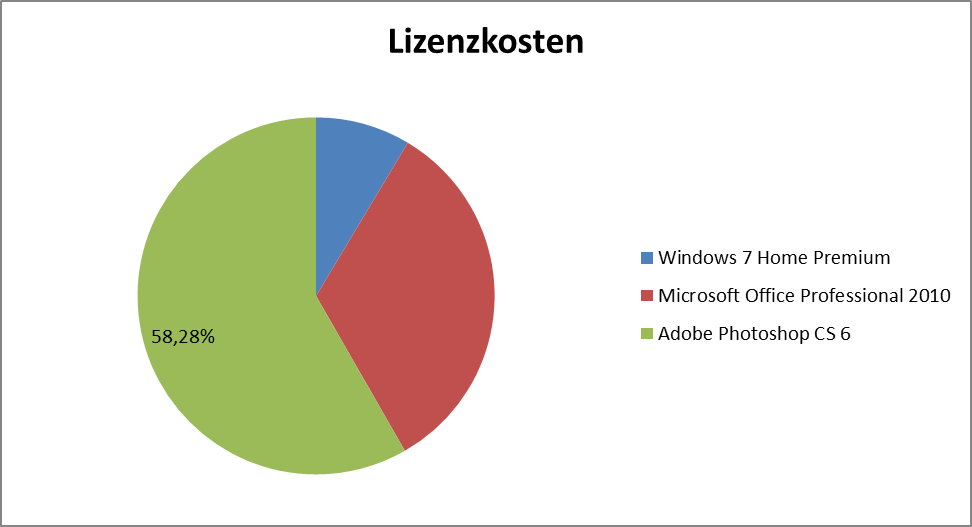 Lizenzkosten
58,28%
Windows 7 Home Premium
Microsoft Office Professional 2010
Adobe Photoshop CS 6